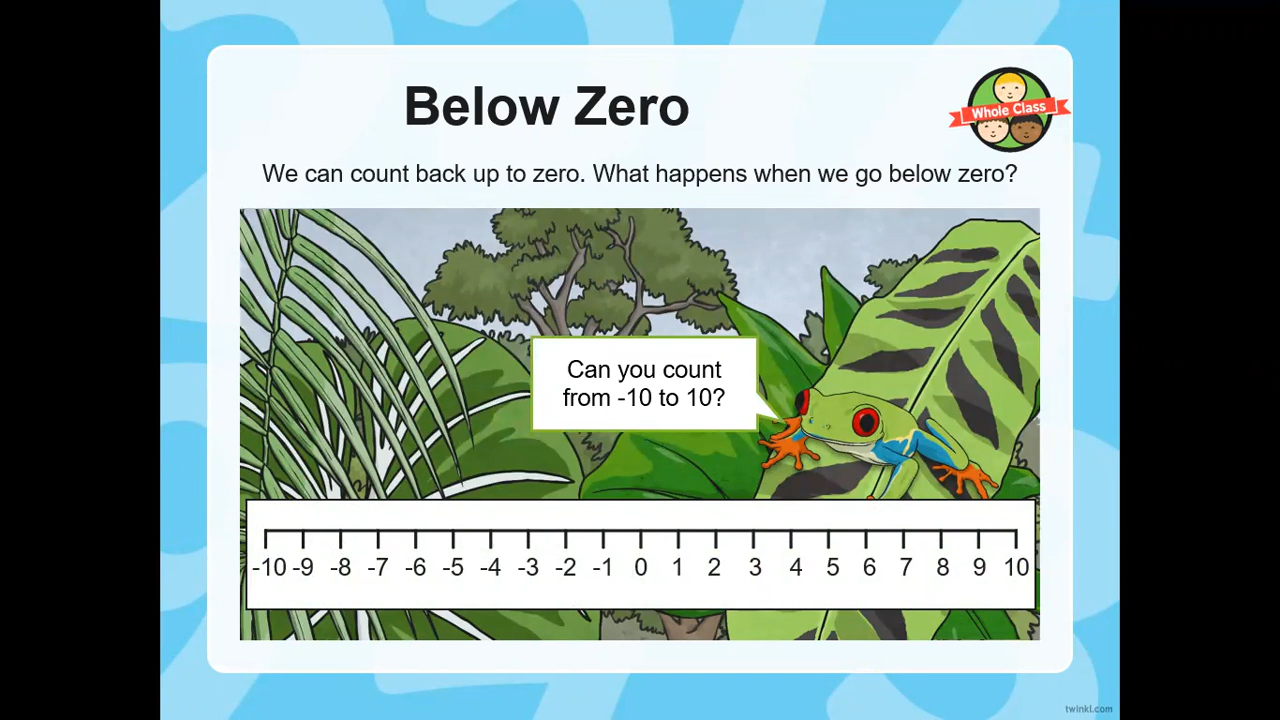 Below Zero
Whole Class
We can count back up to zero. What happens when we go below zero?
Can you count
from -10 to 10?
-10 -9 -8 -7 -6 -5 -4 -3 -2 -1 0 1 2 3 4 5 6 7 8 9 10
twinkl.com